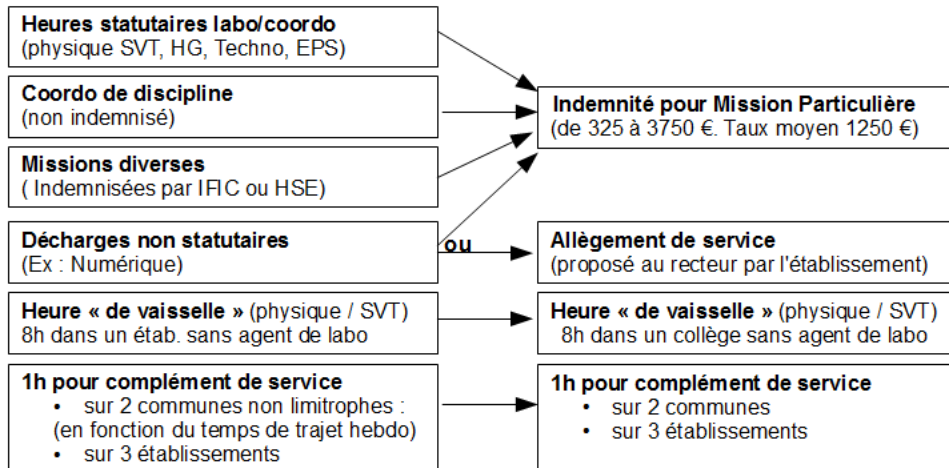 Heures statutaires labo/coordo
(physique SVT, HG, Techno, EPS)
Coordo de discipline
(non indemnisé)
Missions diverses
( Indemnisées par IFIC ou HSE)
Décharges non statutaires
(Ex : Numérique)
Heure « de vaisselle » (physique / SVT)
8h dans un étab. sans agent de labo
1h pour complément de service
• sur 2 communes non limitrophes :
(en fonction du temps de trajet hebdo)
• sur 3 établissements
ou
Indemnité pour Mission Particulière
(de 325 à 3750 €. Taux moyen 1250 €)
Allègement de service
(proposé au recteur par l'établissement)
Heure « de vaisselle » (physique / SVT)
8h dans un collège sans agent de labo
1h pour complément de service
• sur 2 communes
• sur 3 établissements